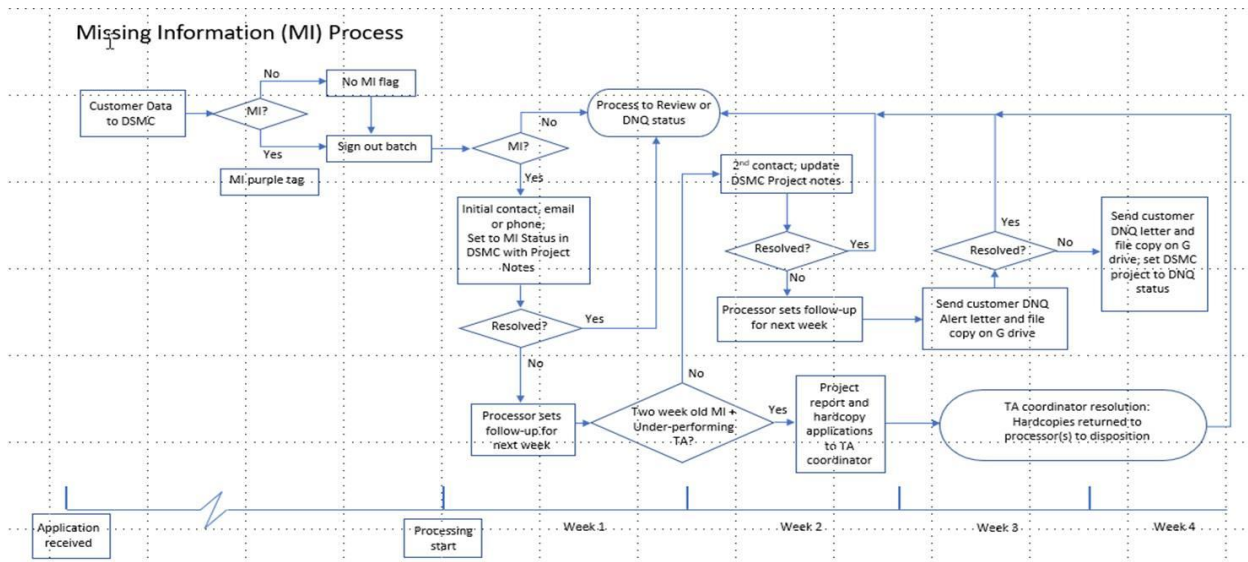 Missing Information (MI) Process
Customer Data
to DSMC
MI?
No
No MI flag
Yes
MI purple tag
Sign out batch
MI?
No
Process to Review or
DNQ status
Yes
Initial contact, email
or phone;
Set to MI Status in
DSMC with Project
Notes
Resolved?
Yes
No
Processor sets
follow-up for
next week
Two week old MI +
Under-performing
TA?
No
2nd contact; update
DSMC Project notes
Resolved?
Yes
No
Processor sets follow-up
for next week
Send customer DNQ
Alert letter and file
copy on G drive
Resolved?
Yes
No
Send customer
DNQ letter and
file copy on G
drive; set DSMC
project to DNQ
status
Yes
Project
report and
hardcopy
applications
to TA
coordinator
TA coordinator resolution:
Hardcopies returned to
processor(s) to disposition
Application
received
Processing
start
Week 1
Week 2
Week 3
Week 4